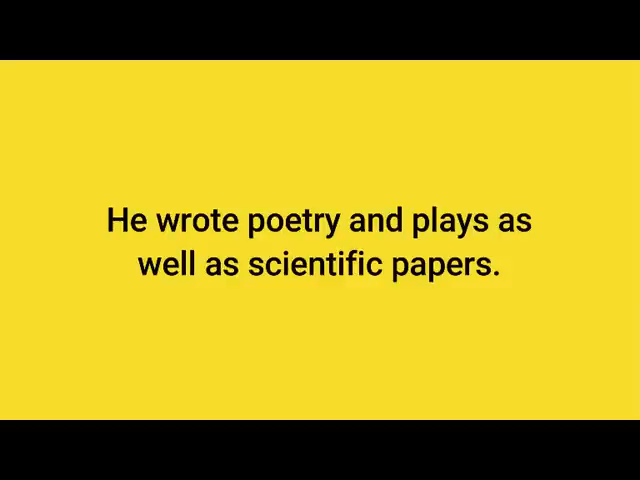 He wrote poetry and plays as
well as scientific papers.